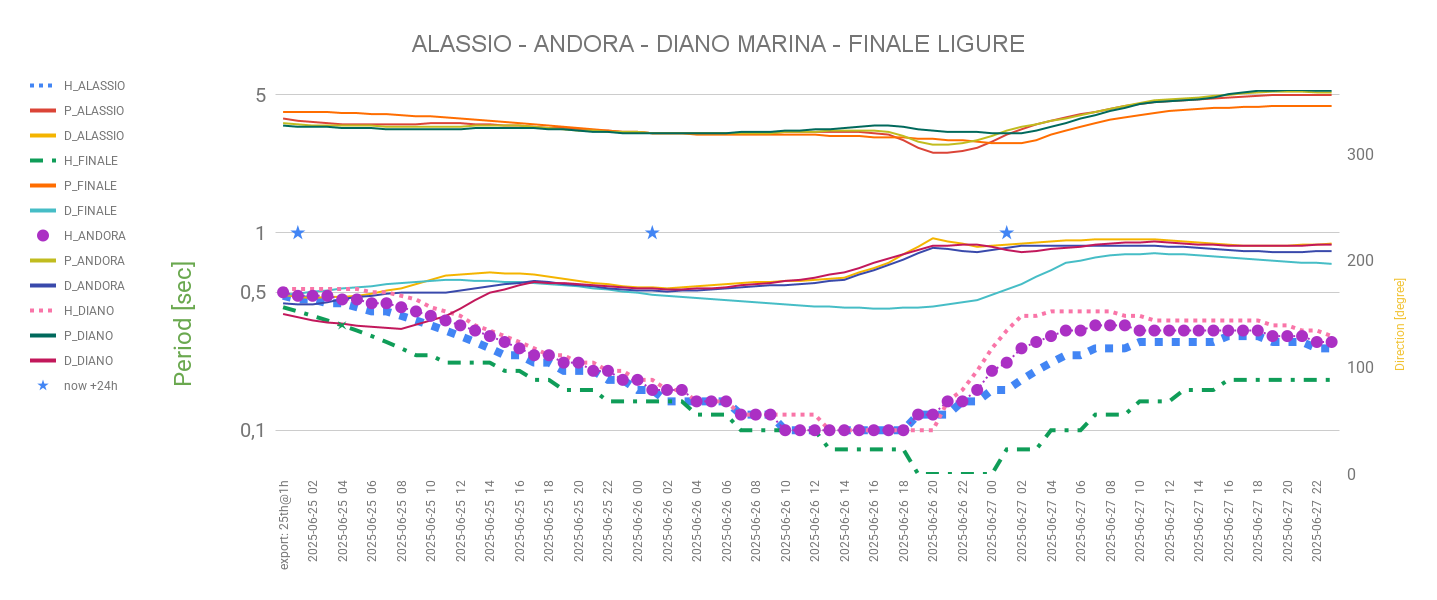 ALASSIO - ANDORA - DIANO MARINA - FINALE LIGURE
H_ALASSIO
P_ALASSIO
D_ALASSIO
H_FINALE
P_FINALE
D_FINALE
H_ANDORA
P_ANDORA
D_ANDORA
H_DIANO
P_DIANO
D_DIANO
now +24h
Period [sec]
5
1
0,5
0,1
300
200
100
0
Direction [degree]
export: 25th@1h
2025-06-25 02
2025-06-25 04
2025-06-25 06
2025-06-25 08
2025-06-25 10
2025-06-25 12
2025-06-25 14
2025-06-25 16
2025-06-25 18
2025-06-25 20
2025-06-25 22
2025-06-26 00
2025-06-26 02
2025-06-26 04
2025-06-26 06
2025-06-26 08
2025-06-26 10
2025-06-26 12
2025-06-26 14
2025-06-26 16
2025-06-26 18
2025-06-26 20
2025-06-26 22
2025-06-27 00
2025-06-27 02
2025-06-27 04
2025-06-27 06
2025-06-27 08
2025-06-27 10
2025-06-27 12
2025-06-27 14
2025-06-27 16
2025-06-27 18
2025-06-27 20
2025-06-27 22